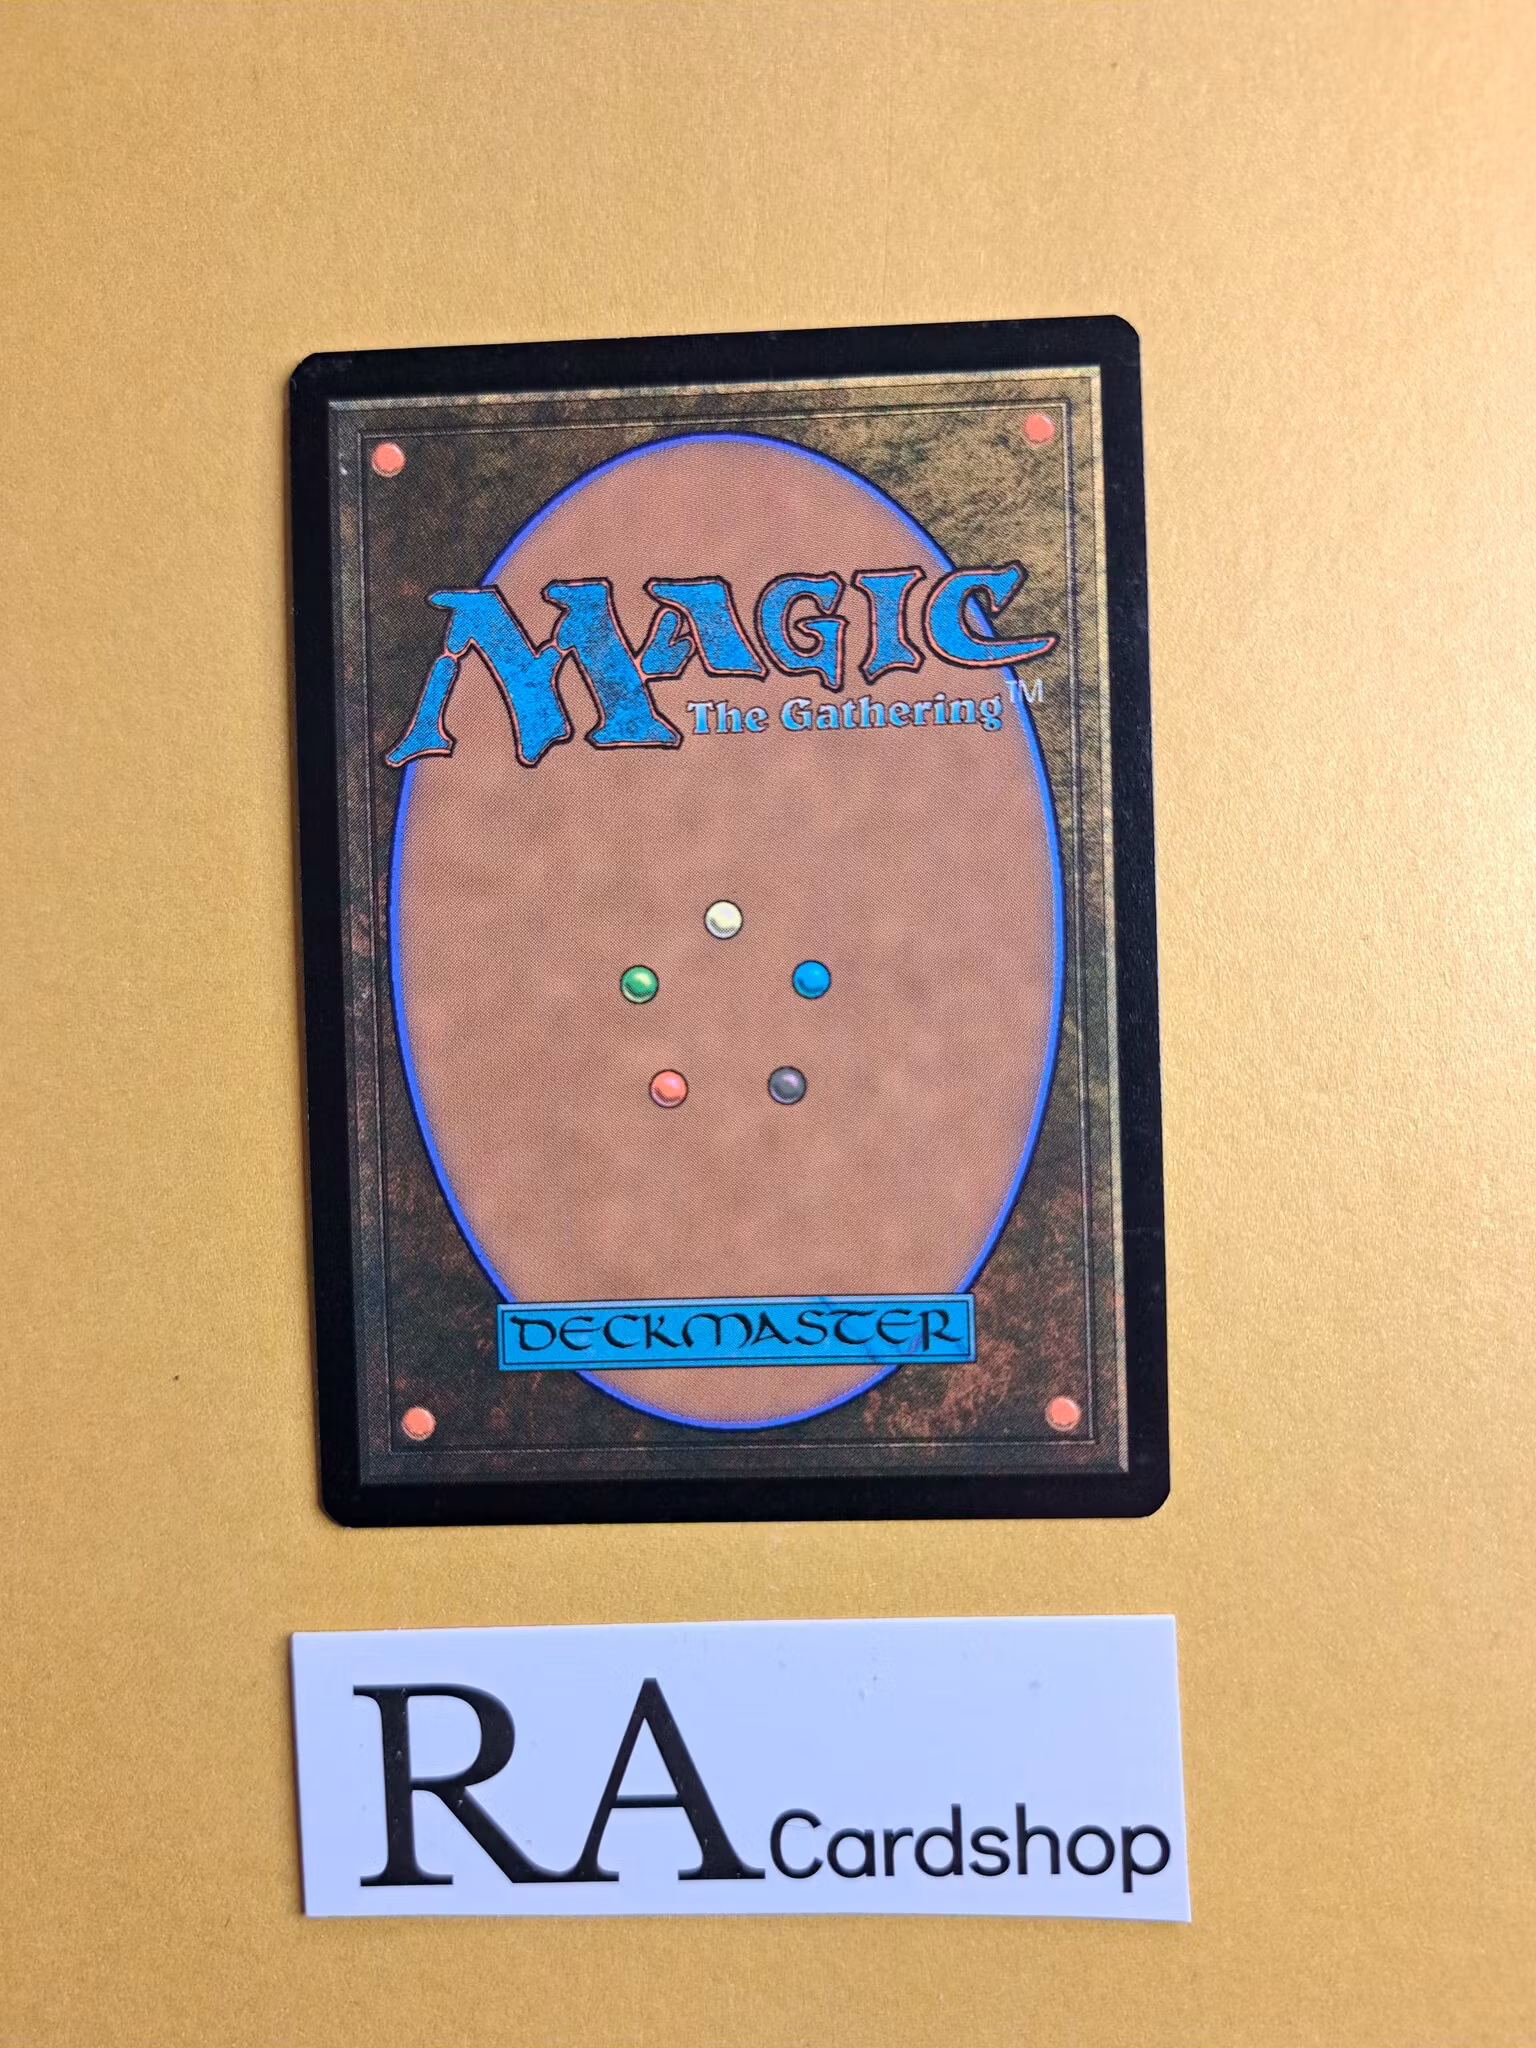 MAGIC
The Gathering™
DECKMASTER
RA Cardshop